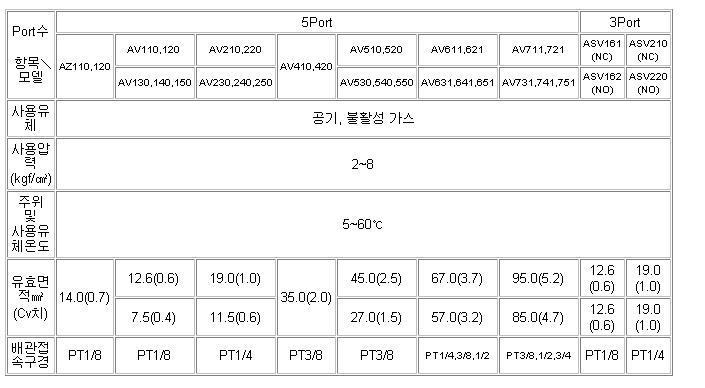 Port수
항목＼
모델
5Port
3Port
AZ110,120
AV110,120
AV210,220
AV410,420
AV510,520
AV611,621
AV711,721
ASV161
(NC)
ASV210
(NC)
AV130,140,150
AV230,240,250
AV530,540,550
AV631,641,651
AV731,741,751
ASV162
(NO)
ASV220
(NO)
사용유
체
공기, 불활성 가스
사용압
력
(kgf/㎠)
2~8
주위
및
사용유
체온도
5~60℃
유효면
적㎟
(Cv치)
14.0(0.7)
12.6(0.6)
19.0(1.0)
35.0(2.0)
45.0(2.5)
67.0(3.7)
95.0(5.2)
12.6
(0.6)
19.0
(1.0)
7.5(0.4)
11.5(0.6)
27.0(1.5)
57.0(3.2)
85.0(4.7)
12.6
(0.6)
19.0
(1.0)
배관접
속구경
PT1/8
PT1/8
PT1/4
PT3/8
PT3/8
PT1/4,3/8,1/2
PT3/8,1/2,3/4
PT1/8
PT1/4